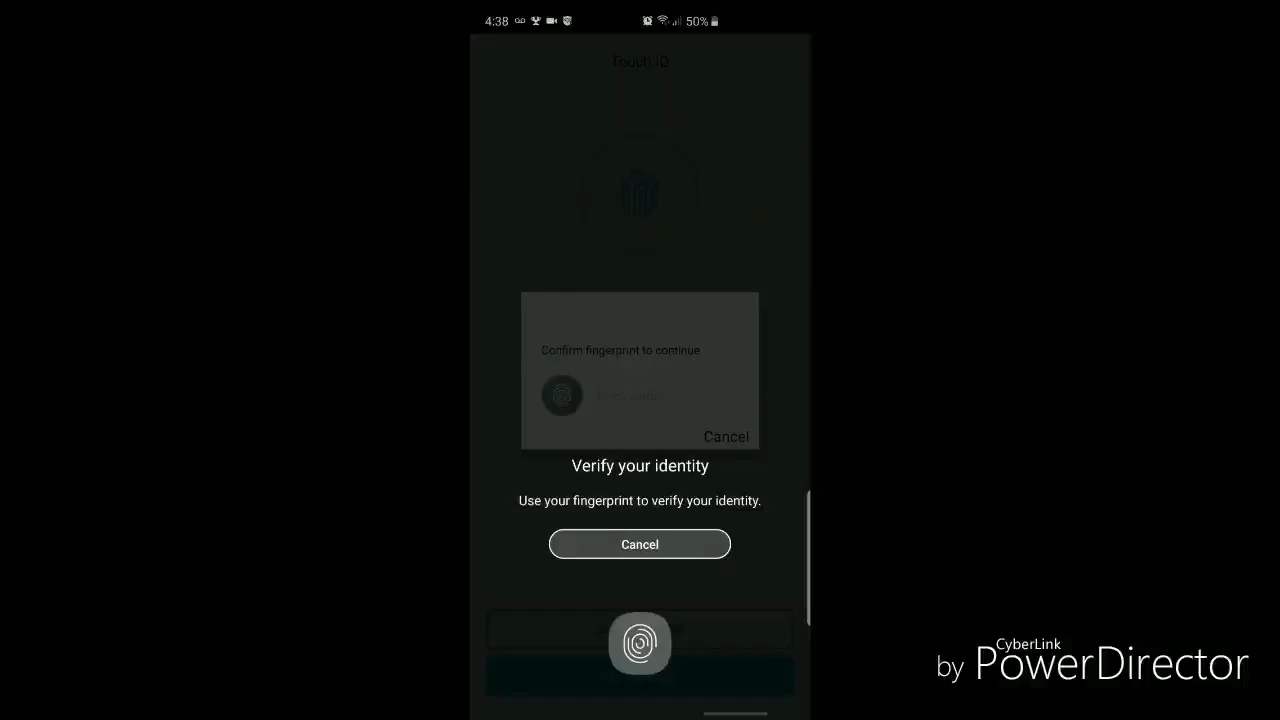 4:38 50%
Touch ID
Confirm fingerprint to continue
Cancel
Verify your identity
Use your fingerprint to verify your identity.
Cancel
CyberLink
by PowerDirector